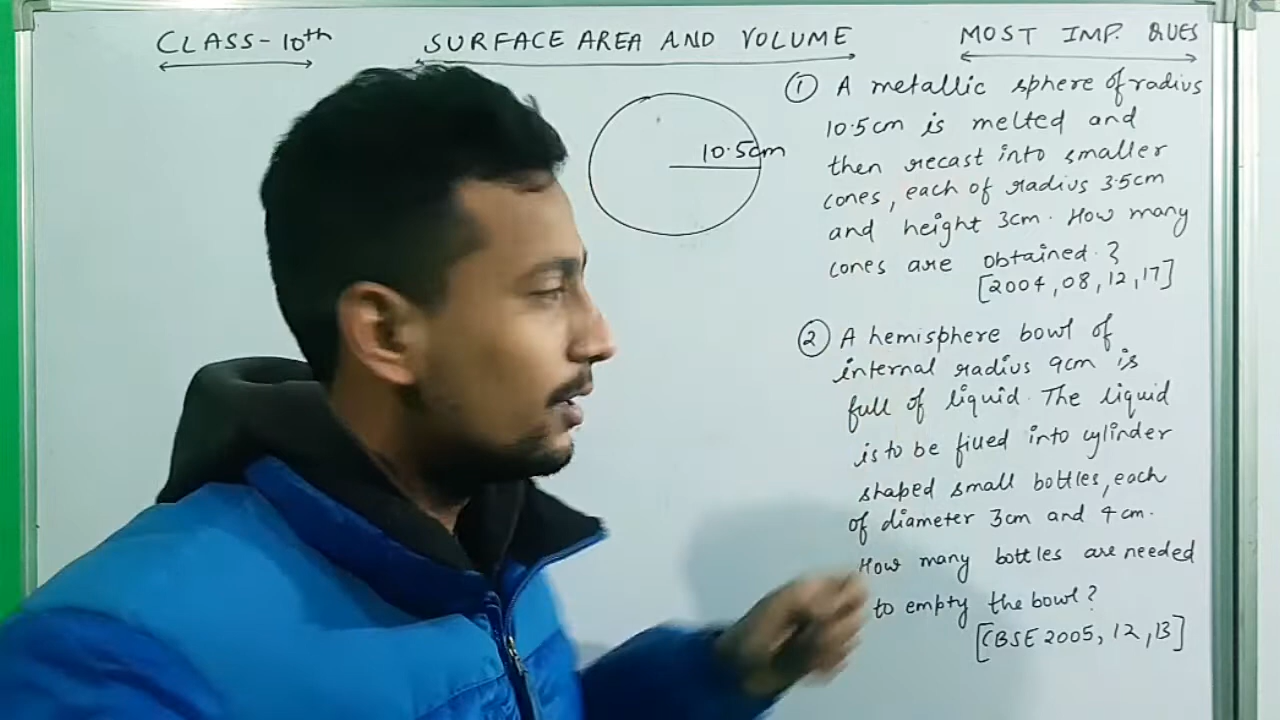 CLASS-10th
SURFACE AREA AND VOLUME
MOST IMP. QUES
10.5cm
① A metallic sphere of radius
10.5cm is melted and
then recast into smaller
cones, each of radius 3.5cm
and height 3cm. How many
cones are obtained.?
[2004,08,12,17]
② A hemisphere bowl of
internal radius 9cm is
full of liquid. The liquid
is to be filled into cylinder
shaped small bottles, each
of diameter 3cm and 4cm.
How many bottles are needed
to empty the bowl?
[CBSE 2005, 12, 13]